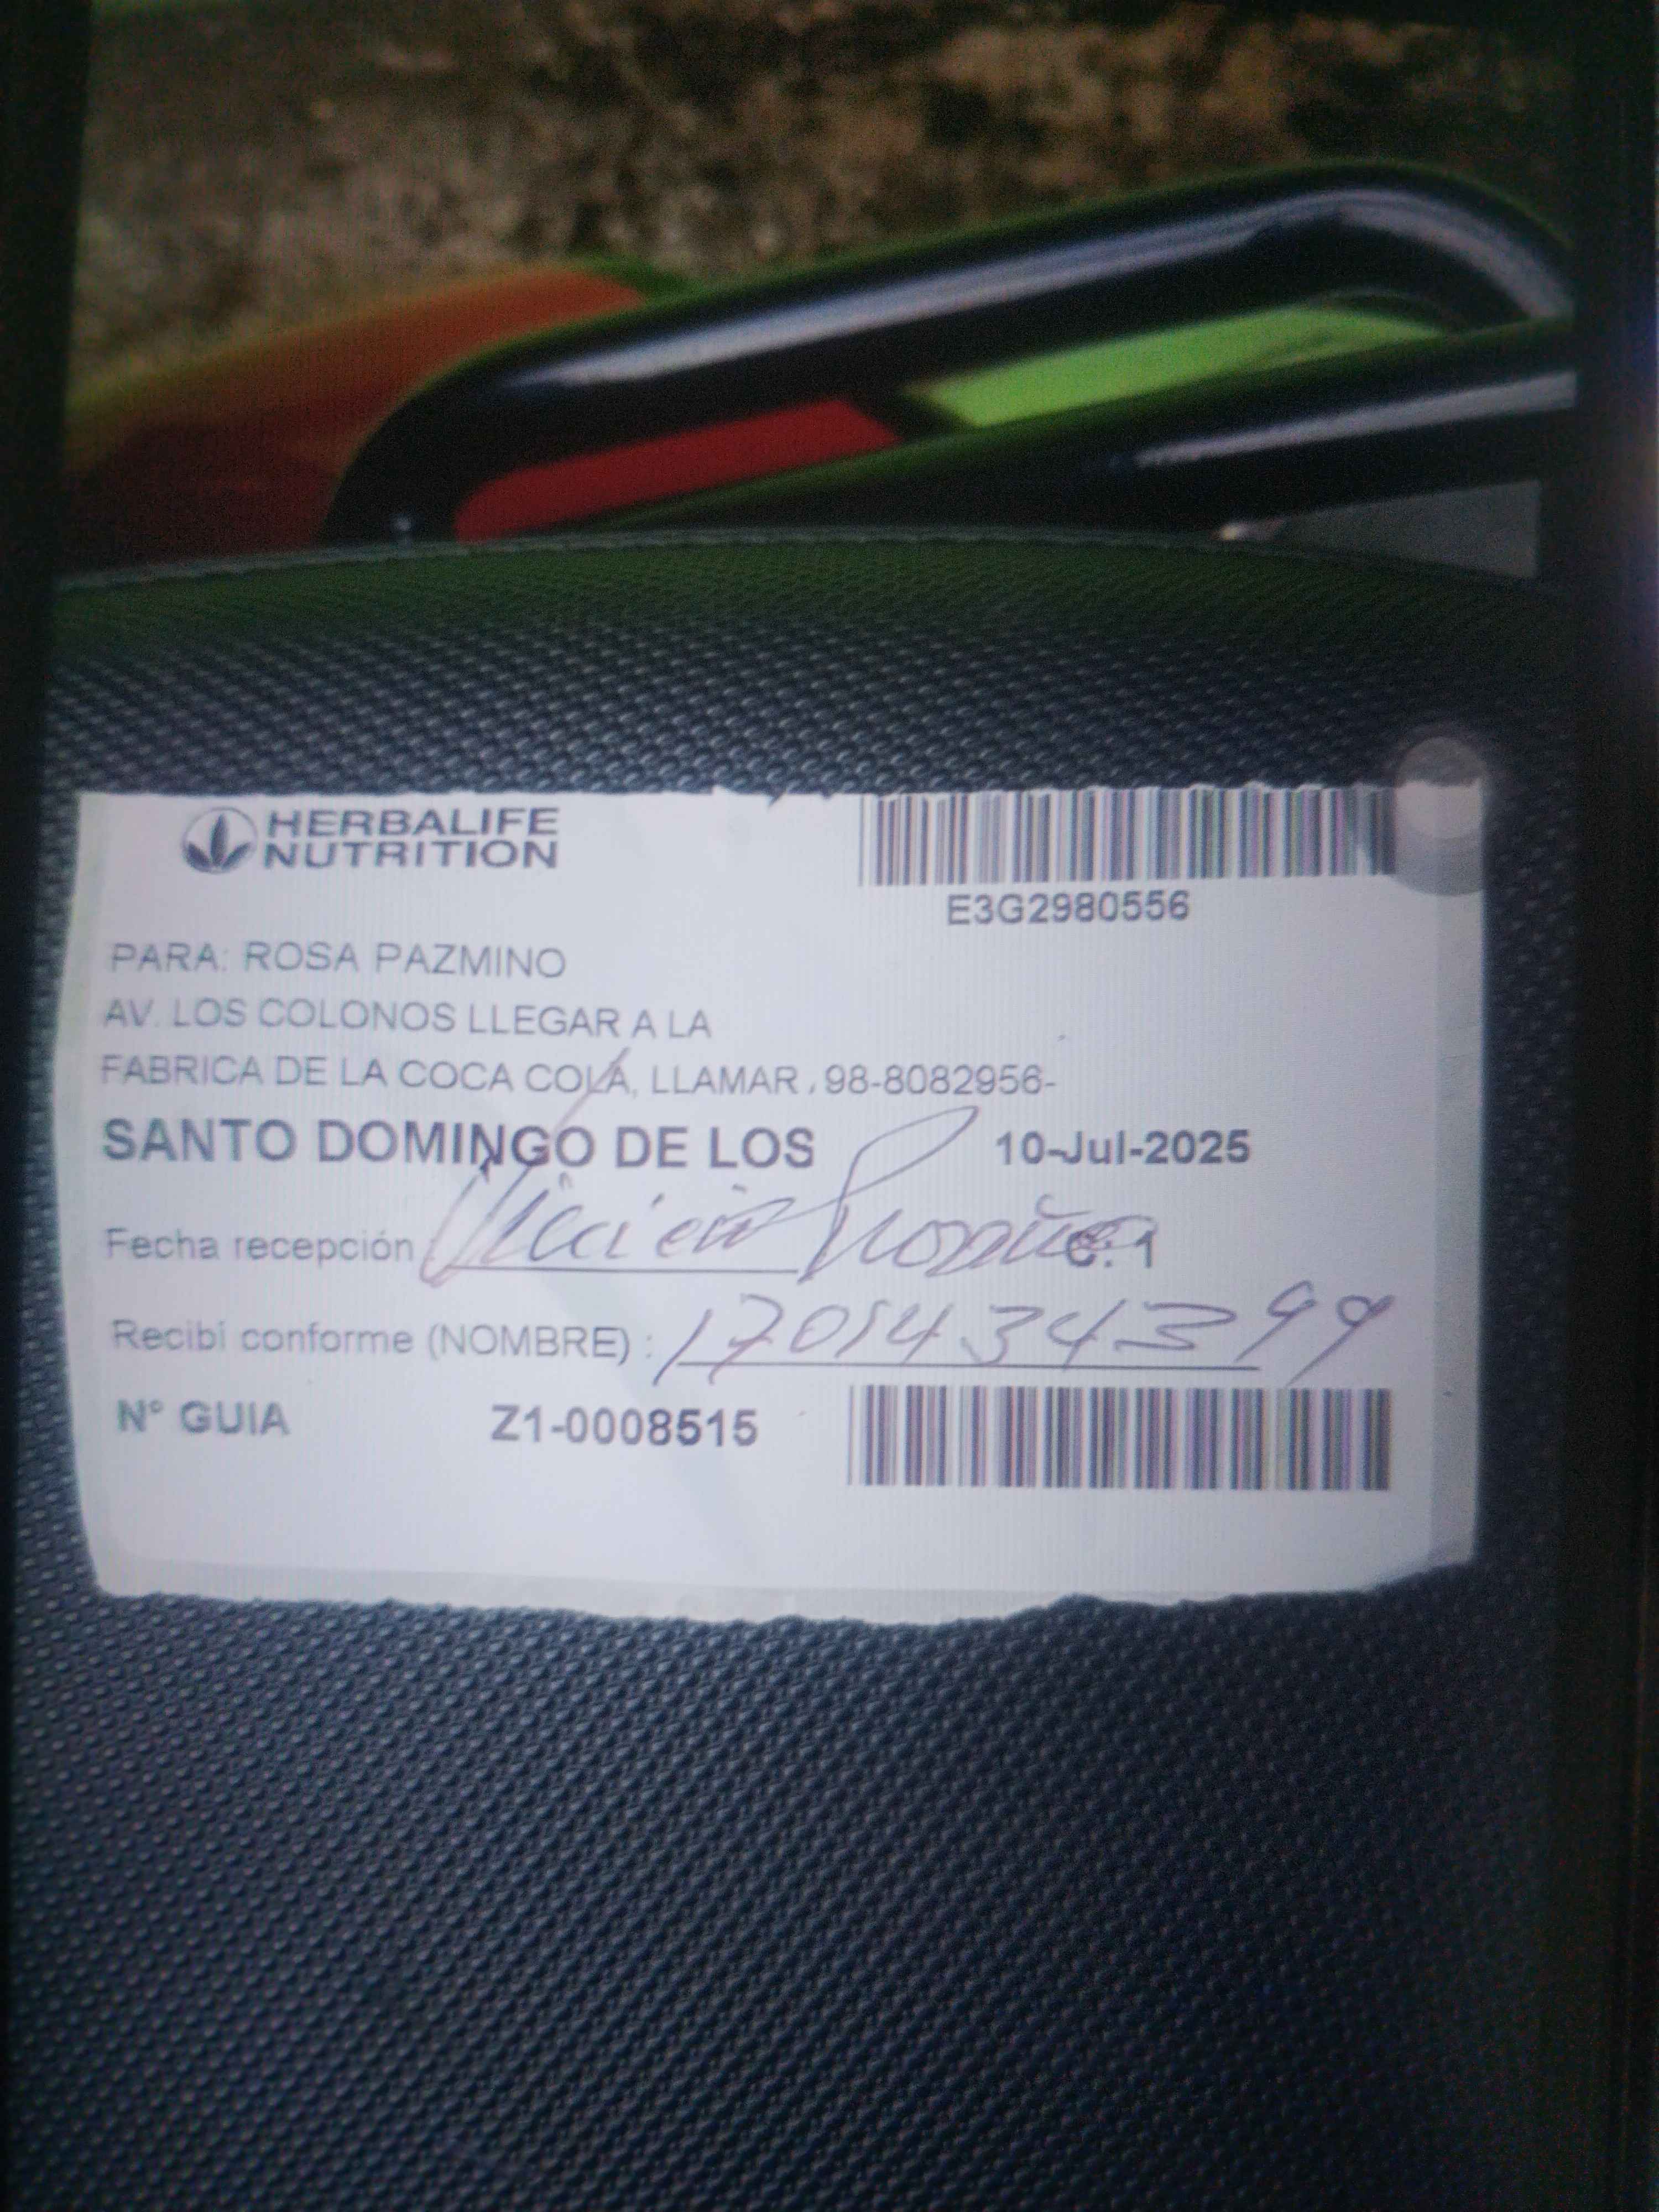 HERBALIFE
NUTRITION
E3G2980556
PARA: ROSA PAZMINO
AV. LOS COLONOS LLEGAR A LA
FABRICA DE LA COCA COLA, LLAMAR . 98-8082956-
SANTO DOMINGO DE LOS 10-Jul-2025
Fecha recepción C: 1
Recibi conforme (NOMBRE) : 1701434399
N° GUIA Z1-0008515